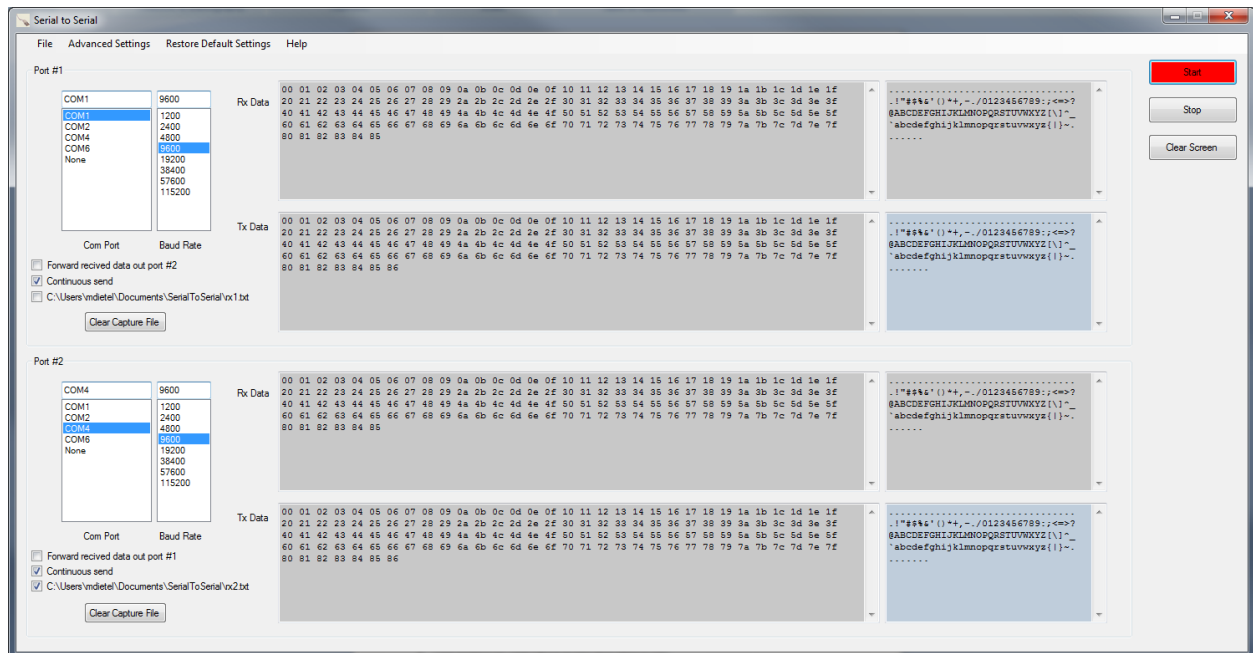 Serial to Serial
File Advanced Settings Restore Default Settings Help
Port #1
COM1
COM1
COM2
COM4
COM6
None
Com Port
9600
1200
2400
4800
9600
19200
38400
57600
115200
Baud Rate
Forward recived data out port #2
Continuous send
C:\Users\mdietel\Documents\SerialToSerial\rx1.txt
Clear Capture File
Rx Data
00 01 02 03 04 05 06 07 08 09 0a 0b 0c 0d 0e 0f 10 11 12 13 14 15 16 17 18 19 1a 1b 1c 1d 1e 1f
20 21 22 23 24 25 26 27 28 29 2a 2b 2c 2d 2e 2f 30 31 32 33 34 35 36 37 38 39 3a 3b 3c 3d 3e 3f
40 41 42 43 44 45 46 47 48 49 4a 4b 4c 4d 4e 4f 50 51 52 53 54 55 56 57 58 59 5a 5b 5c 5d 5e 5f
60 61 62 63 64 65 66 67 68 69 6a 6b 6c 6d 6e 6f 70 71 72 73 74 75 76 77 78 79 7a 7b 7c 7d 7e 7f
80 81 82 83 84 85
................................
.!"#$%&'()*+,-./0123456789:;<=>?
@ABCDEFGHIJKLMNOPQRSTUVWXYZ[\]^_
`abcdefghijklmnopqrstuvwxyz{|}~.
......
Tx Data
00 01 02 03 04 05 06 07 08 09 0a 0b 0c 0d 0e 0f 10 11 12 13 14 15 16 17 18 19 1a 1b 1c 1d 1e 1f
20 21 22 23 24 25 26 27 28 29 2a 2b 2c 2d 2e 2f 30 31 32 33 34 35 36 37 38 39 3a 3b 3c 3d 3e 3f
40 41 42 43 44 45 46 47 48 49 4a 4b 4c 4d 4e 4f 50 51 52 53 54 55 56 57 58 59 5a 5b 5c 5d 5e 5f
60 61 62 63 64 65 66 67 68 69 6a 6b 6c 6d 6e 6f 70 71 72 73 74 75 76 77 78 79 7a 7b 7c 7d 7e 7f
80 81 82 83 84 85 86
................................
.!"#$%&'()*+,-./0123456789:;<=>?
@ABCDEFGHIJKLMNOPQRSTUVWXYZ[\]^_
`abcdefghijklmnopqrstuvwxyz{|}~.
.......
Start
Stop
Clear Screen
Port #2
COM4
COM1
COM2
COM4
COM6
None
Com Port
9600
1200
2400
4800
9600
19200
38400
57600
115200
Baud Rate
Forward recived data out port #1
Continuous send
C:\Users\mdietel\Documents\SerialToSerial\rx2.txt
Clear Capture File
Rx Data
00 01 02 03 04 05 06 07 08 09 0a 0b 0c 0d 0e 0f 10 11 12 13 14 15 16 17 18 19 1a 1b 1c 1d 1e 1f
20 21 22 23 24 25 26 27 28 29 2a 2b 2c 2d 2e 2f 30 31 32 33 34 35 36 37 38 39 3a 3b 3c 3d 3e 3f
40 41 42 43 44 45 46 47 48 49 4a 4b 4c 4d 4e 4f 50 51 52 53 54 55 56 57 58 59 5a 5b 5c 5d 5e 5f
60 61 62 63 64 65 66 67 68 69 6a 6b 6c 6d 6e 6f 70 71 72 73 74 75 76 77 78 79 7a 7b 7c 7d 7e 7f
80 81 82 83 84 85
................................
.!"#$%&'()*+,-./0123456789:;<=>?
@ABCDEFGHIJKLMNOPQRSTUVWXYZ[\]^_
`abcdefghijklmnopqrstuvwxyz{|}~.
......
Tx Data
00 01 02 03 04 05 06 07 08 09 0a 0b 0c 0d 0e 0f 10 11 12 13 14 15 16 17 18 19 1a 1b 1c 1d 1e 1f
20 21 22 23 24 25 26 27 28 29 2a 2b 2c 2d 2e 2f 30 31 32 33 34 35 36 37 38 39 3a 3b 3c 3d 3e 3f
40 41 42 43 44 45 46 47 48 49 4a 4b 4c 4d 4e 4f 50 51 52 53 54 55 56 57 58 59 5a 5b 5c 5d 5e 5f
60 61 62 63 64 65 66 67 68 69 6a 6b 6c 6d 6e 6f 70 71 72 73 74 75 76 77 78 79 7a 7b 7c 7d 7e 7f
80 81 82 83 84 85 86
................................
.!"#$%&'()*+,-./0123456789:;<=>?
@ABCDEFGHIJKLMNOPQRSTUVWXYZ[\]^_
`abcdefghijklmnopqrstuvwxyz{|}~.
.......